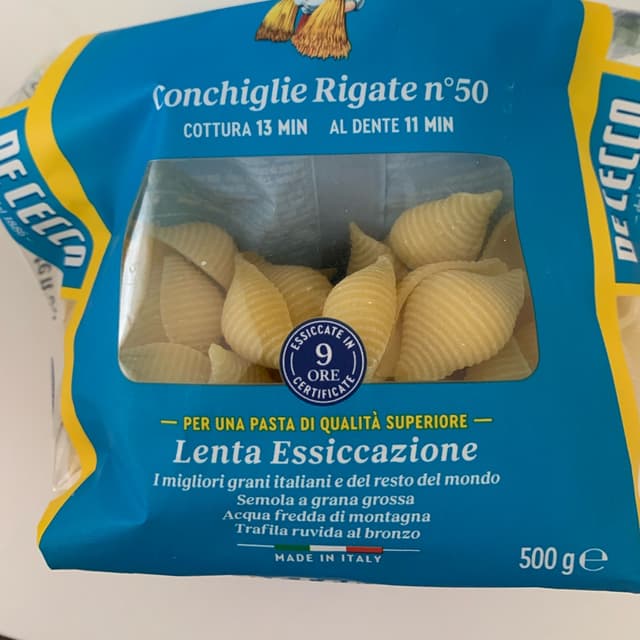 Conchiglie Rigate n°50
COTTURA 13 MIN AL DENTE 11 MIN
DE CECCO
DE CECCO
ESSICCATE IN
9
ORE
CERTIFICATE
PER UNA PASTA DI QUALITÀ SUPERIORE
Lenta Essiccazione
I migliori grani italiani e del resto del mondo
Semola a grana grossa
Acqua fredda di montagna
Trafila ruvida al bronzo
MADE IN ITALY
500 g e